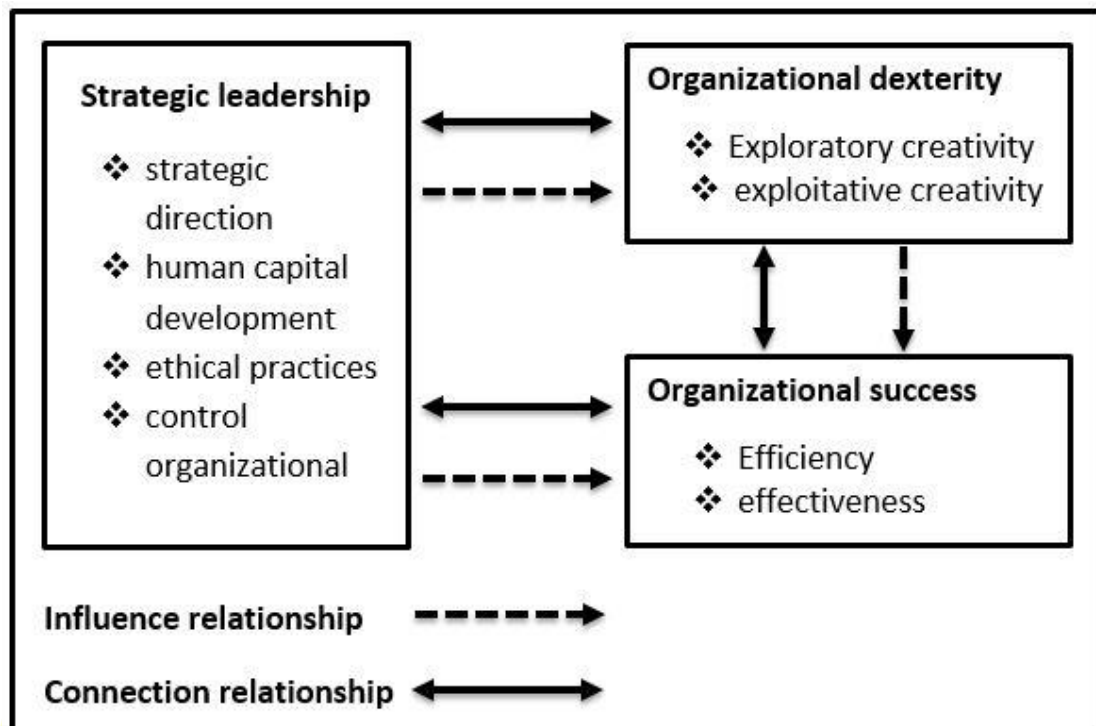 Strategic leadership
❖ strategic
direction
❖ human capital
development
❖ ethical practices
❖ control
organizational
Organizational dexterity
❖ Exploratory creativity
❖ exploitative creativity
Organizational success
❖ Efficiency
❖ effectiveness
Influence relationship
Connection relationship